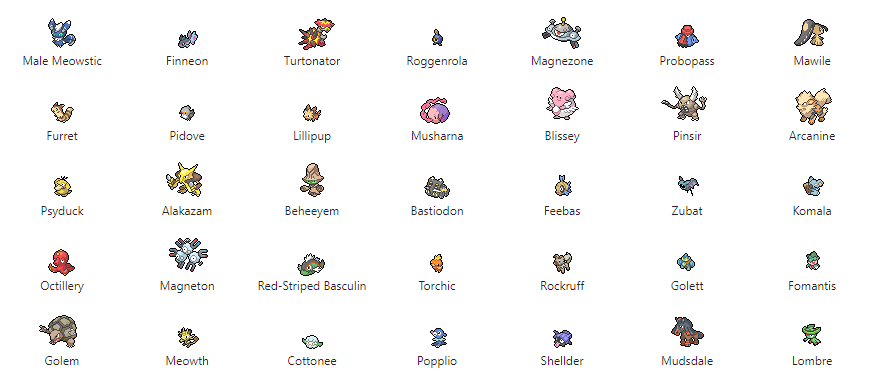 Male Meowstic
Finneon
Turtonator
Roggenrola
Magnezone
Probopass
Mawile
Furret
Pidove
Lillipup
Musharna
Blissey
Pinsir
Arcanine
Psyduck
Alakazam
Beheeyem
Bastiodon
Feebas
Zubat
Komala
Octillery
Magneton
Red-Striped Basculin
Torchic
Rockruff
Golett
Fomantis
Golem
Meowth
Cottonee
Popplio
Shellder
Mudsdale
Lombre